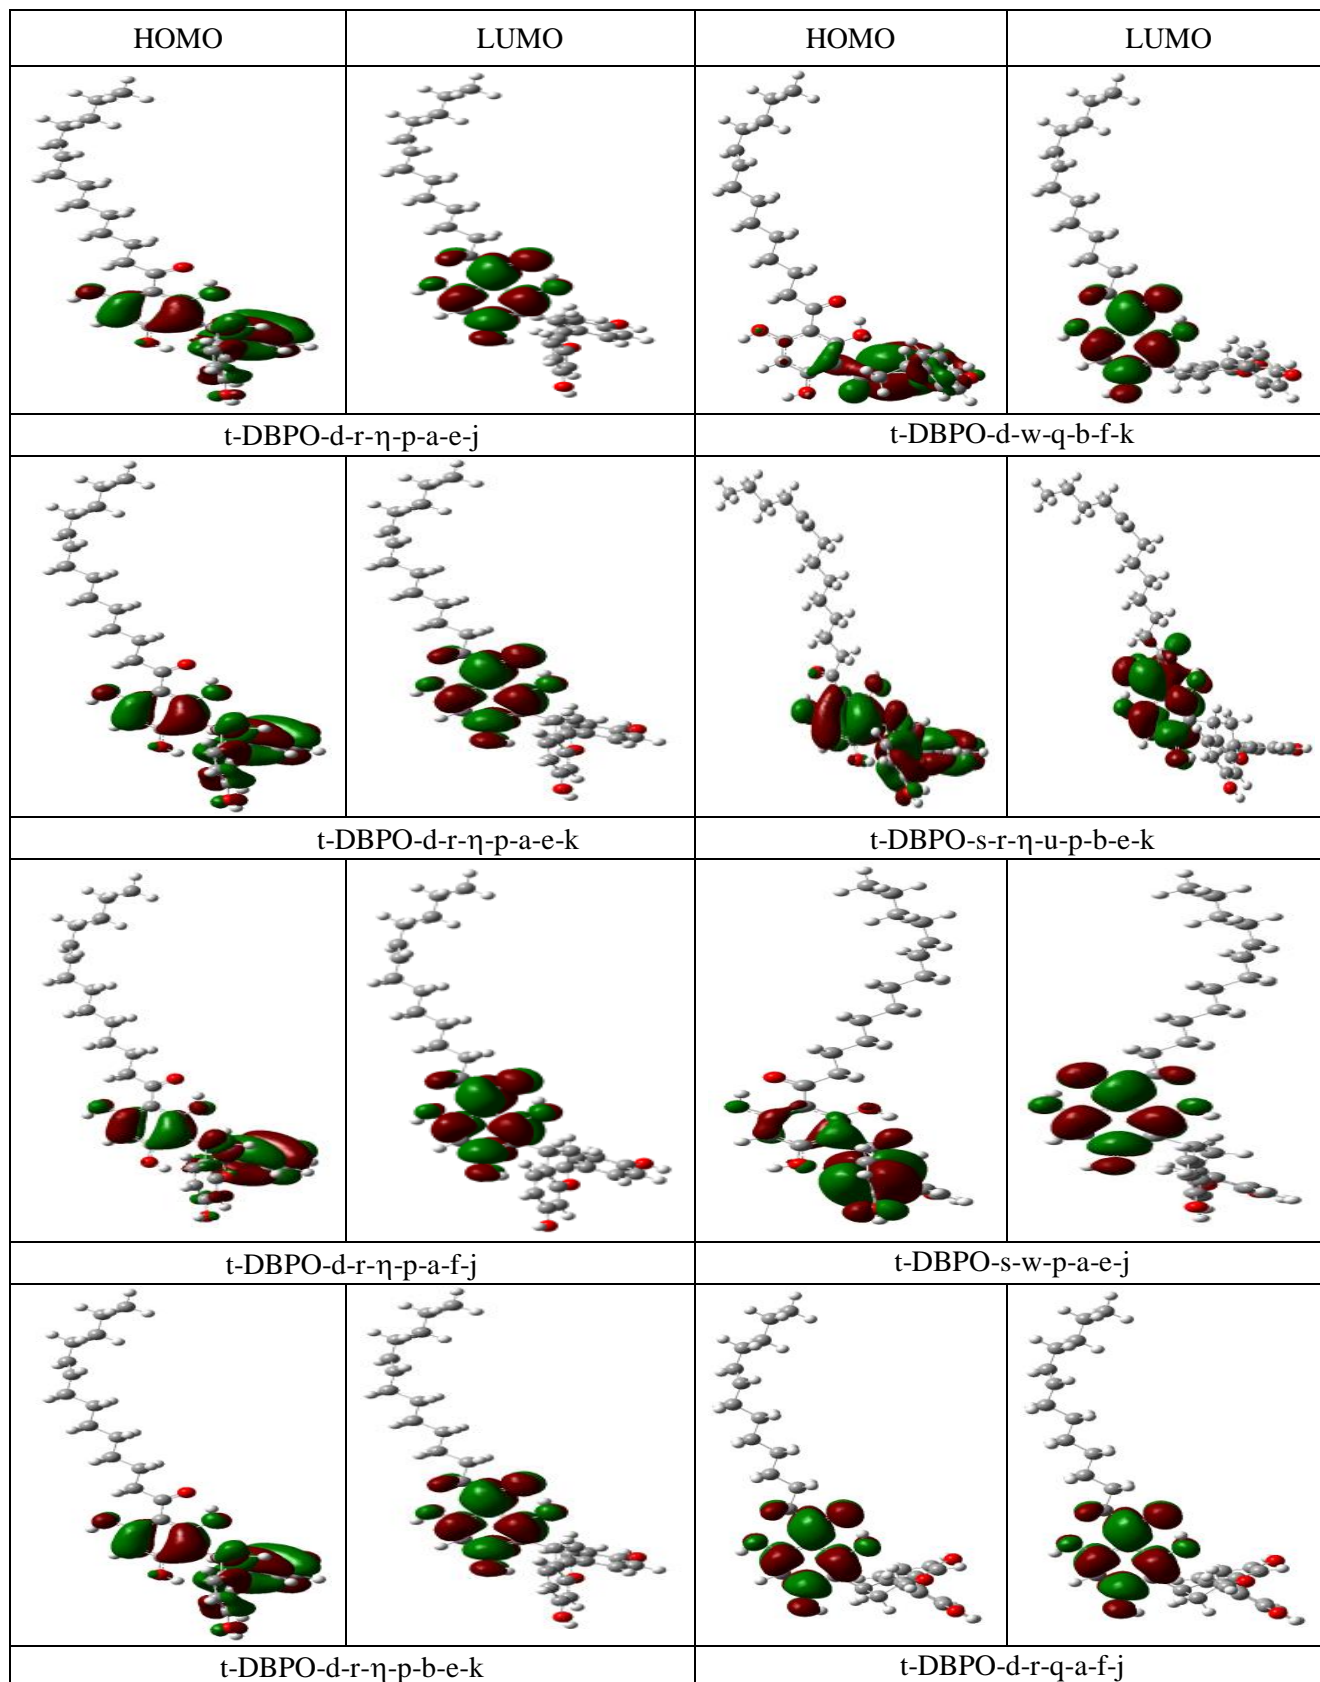 HOMO LUMO HOMO LUMO
t-DBPO-d-r-η-p-a-e-j t-DBPO-d-w-q-b-f-k
t-DBPO-d-r-η-p-a-e-k t-DBPO-s-r-η-u-p-b-e-k
t-DBPO-d-r-η-p-a-f-j t-DBPO-s-w-p-a-e-j
t-DBPO-d-r-η-p-b-e-k t-DBPO-d-r-q-a-f-j